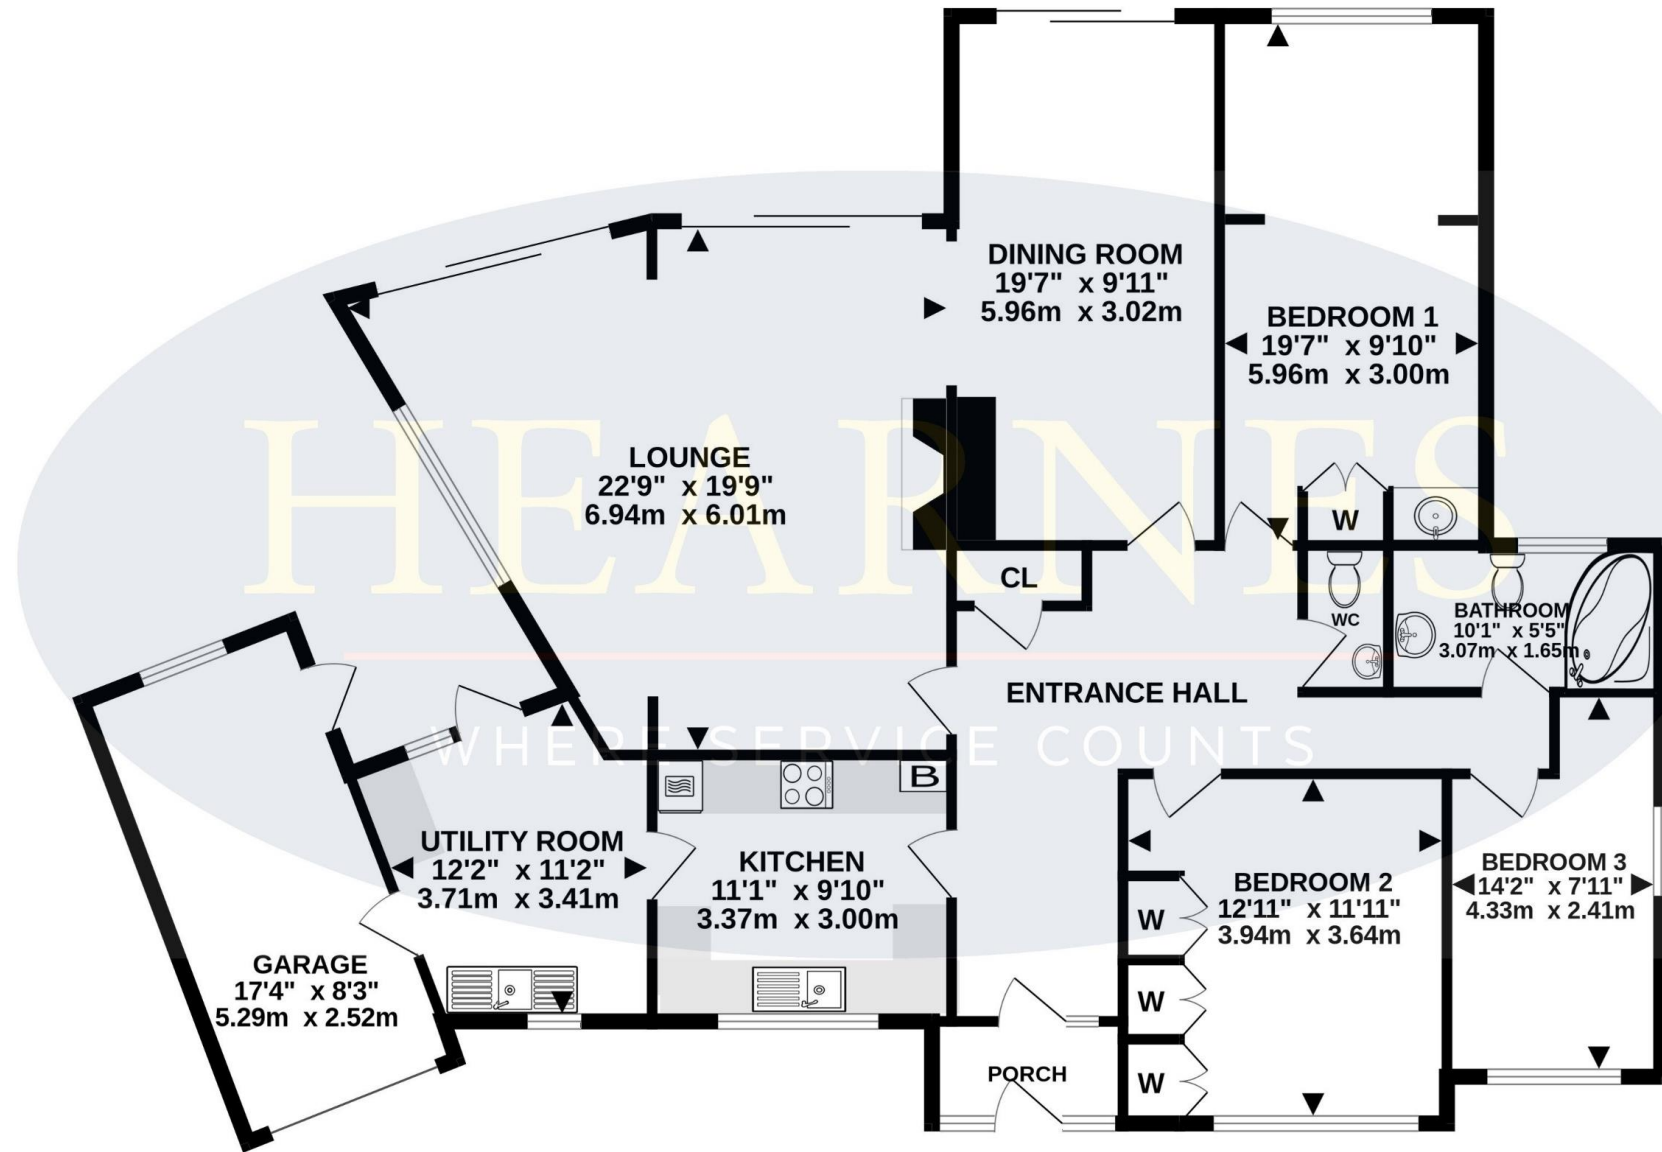 DINING ROOM
19'7" x 9'11"
5.96m x 3.02m
BEDROOM 1
19'7" x 9'10"
5.96m x 3.00m
LOUNGE
22'9" x 19'9"
6.94m x 6.01m
HEARNES
W
CL
WC
BATHROOM
10'1" x 5'5"
3.07m x 1.65m
ENTRANCE HALL
WHERE SERVICE COUNTS
B
UTILITY ROOM
12'2" x 11'2"
3.71m x 3.41m
KITCHEN
11'1" x 9'10"
3.37m x 3.00m
BEDROOM 2
12'11" x 11'11"
3.94m x 3.64m
BEDROOM 3
14'2" x 7'11"
4.33m x 2.41m
W
W
W
GARAGE
17'4" x 8'3"
5.29m x 2.52m
PORCH